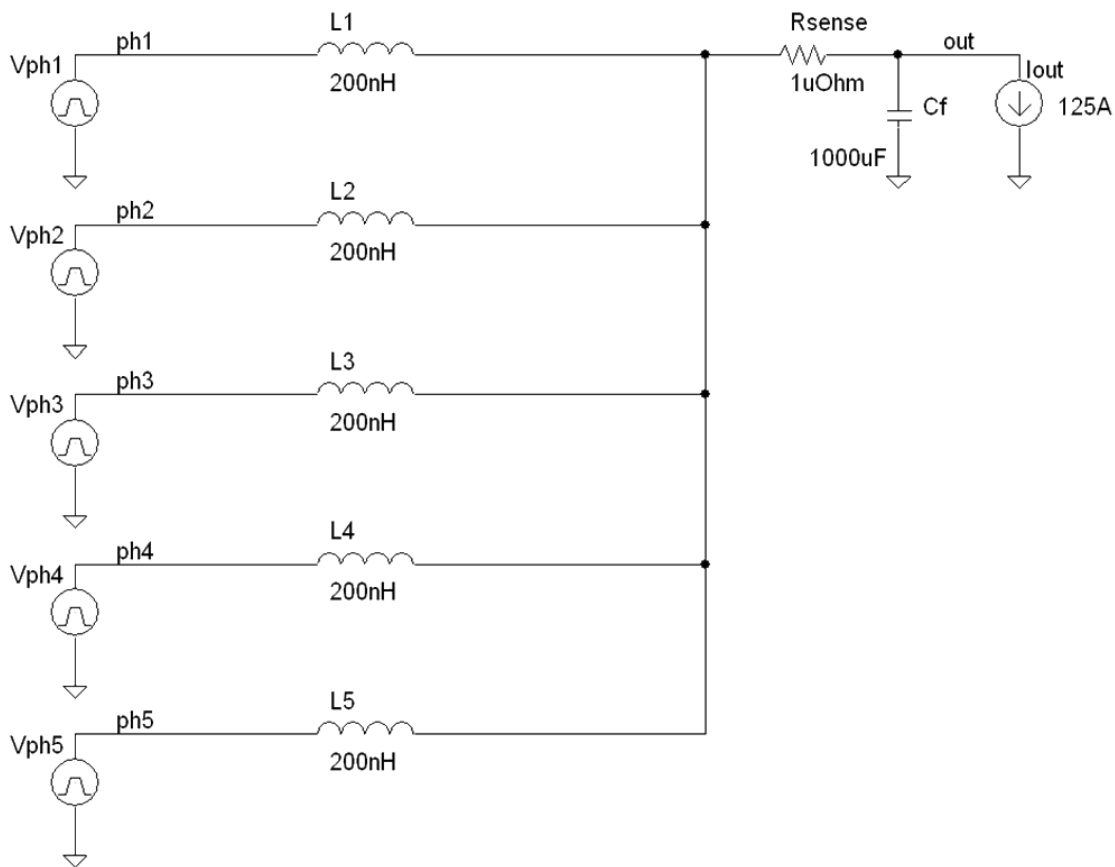 L1
Rsense
ph1
out
Vph1
Iout
200nH
1uOhm
Cf
125A
1000uF
L2
ph2
Vph2
200nH
L3
ph3
Vph3
200nH
L4
ph4
Vph4
200nH
L5
ph5
Vph5
200nH